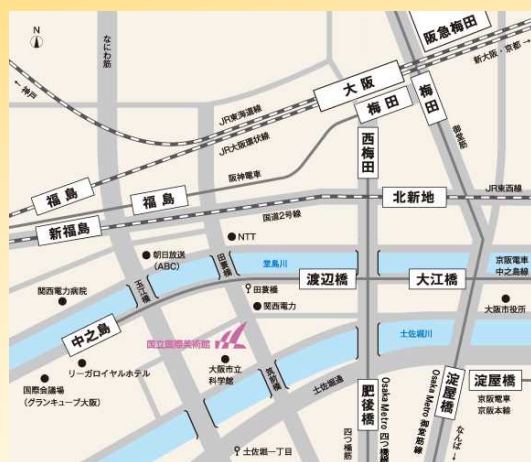 N
なにわ筋
阪急梅田
新大阪・京都→
←神戸
大阪
JR東海道線
梅田
梅田
JR大阪環状線
西梅田
御堂筋
阪神電車
福島
福島
北新地
JR東西線
新福島
国道2号線
NTT
朝日放送
(ABC)
田蓑橋
堂島川
京阪電車
中之島線
渡辺橋
大江橋
関西電力病院
玉江橋
田蓑橋
大阪市役所
中之島
関西電力
土佐堀川
国立国際美術館
リーガロイヤルホテル
大阪市立
科学館
国際会議場
(グランキューブ大阪)
筑前橋
土佐堀通
肥後橋
淀屋橋
淀屋橋
京阪電車
京阪本線
Osaka Metro 四つ橋線
Osaka Metro 御堂筋線
なんば→
四つ橋筋
土佐堀一丁目